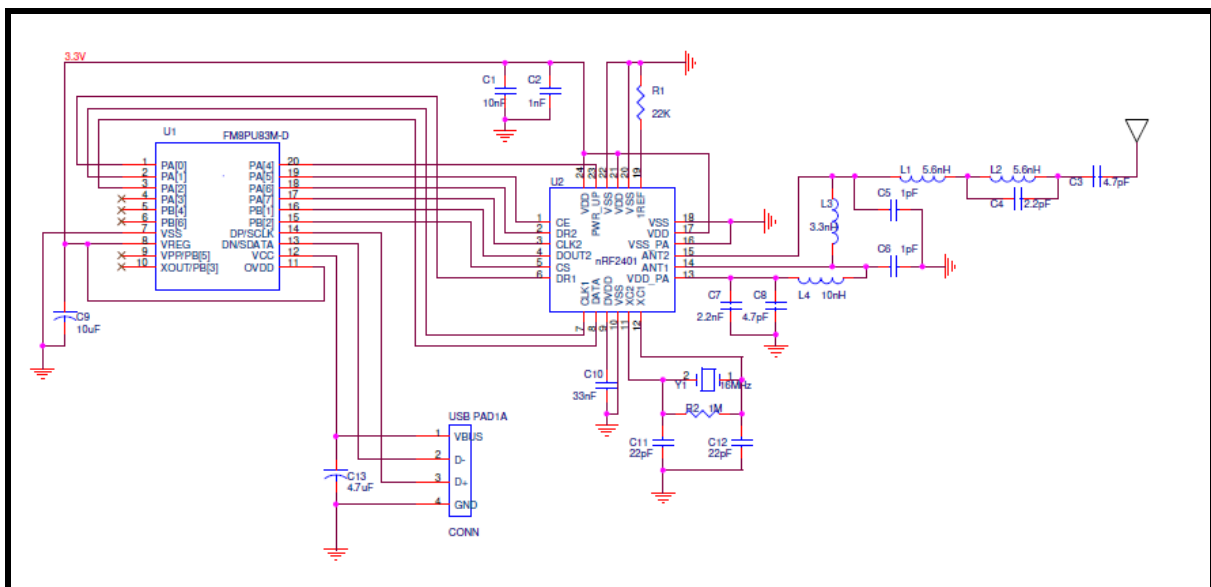 3.3V
C1
10nF
C2
1nF
R1
22K
U1
FM8PU83M-D
1 PA[0] PA[4] 20
2 PA[1] PA[5] 19
3 PA[2] PA[6] 18
4 PA[3] PA[7] 17
5 PB[4] PB[1] 16
6 PB[6] PB[2] 15
7 VSS DP/SCLK 14
8 VREG DN/SDATA 13
9 VPP/PB[5] VCC 12
10 XOUT/PB[3] OVDD 11
U2
24 23 22 21 20 19
VDD PWR_UP VSS VDD VSS IREF
1 CE VSS 18
2 DR2 VDD 17
3 CLK2 VSS_PA 16
4 DOUT2 ANT2 15
5 CS ANT1 14
6 DR1 VDD_PA 13
nRF2401
CLK1 DATA DVDD VSS XC2 XC1
7 8 9 10 11 12
L1 5.6nH
L2 5.6nH
C3
4.7pF
C5
1pF
C4 2.2pF
L3
3.3nH
C6 1pF
L4 10nH
C7
2.2nF
C8
4.7pF
C9
10uF
C10
33nF
Y1 2 1 16MHz
R2 1M
C11
22pF
C12
22pF
USB PAD1A
1 VBUS
2 D-
3 D+
4 GND
CONN
C13
4.7uF